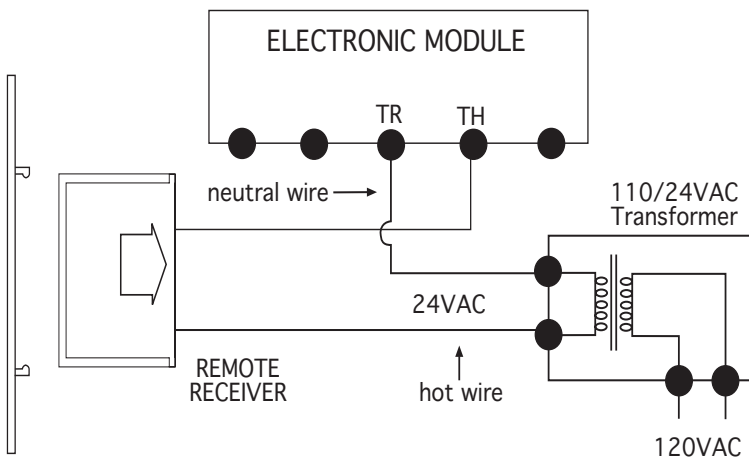 ELECTRONIC MODULE
TR TH
neutral wire
110/24VAC
Transformer
24VAC
REMOTE
RECEIVER
hot wire
120VAC